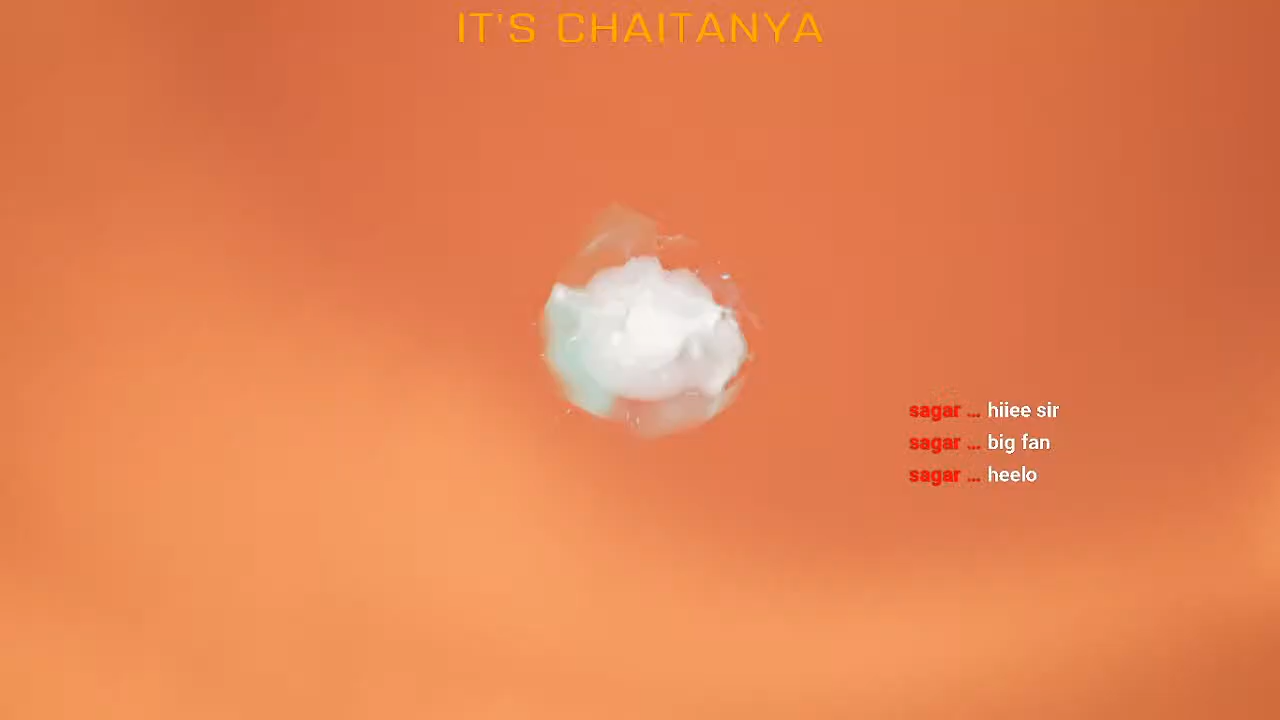 IT'S CHAITANYA
sagar ... hiiee sir
sagar ... big fan
sagar ... heelo